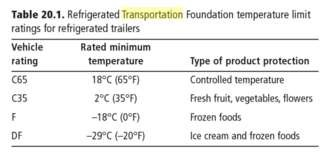 Table 20.1. Refrigerated Transportation Foundation temperature limit
ratings for refrigerated trailers
Vehicle Rated minimum
rating temperature Type of product protection
C65 18°C (65°F) Controlled temperature
C35 2°C (35°F) Fresh fruit, vegetables, flowers
F −18°C (0°F) Frozen foods
DF −29°C (−20°F) Ice cream and frozen foods